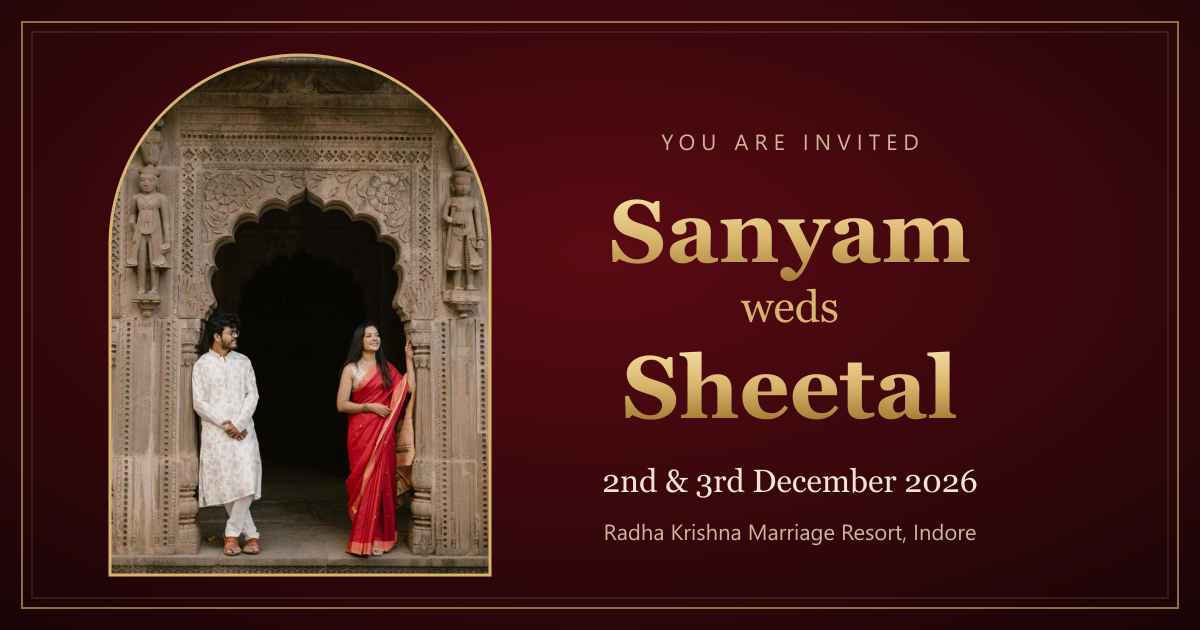 YOU ARE INVITED
Sanyam
weds
Sheetal
2nd & 3rd December 2026
Radha Krishna Marriage Resort, Indore